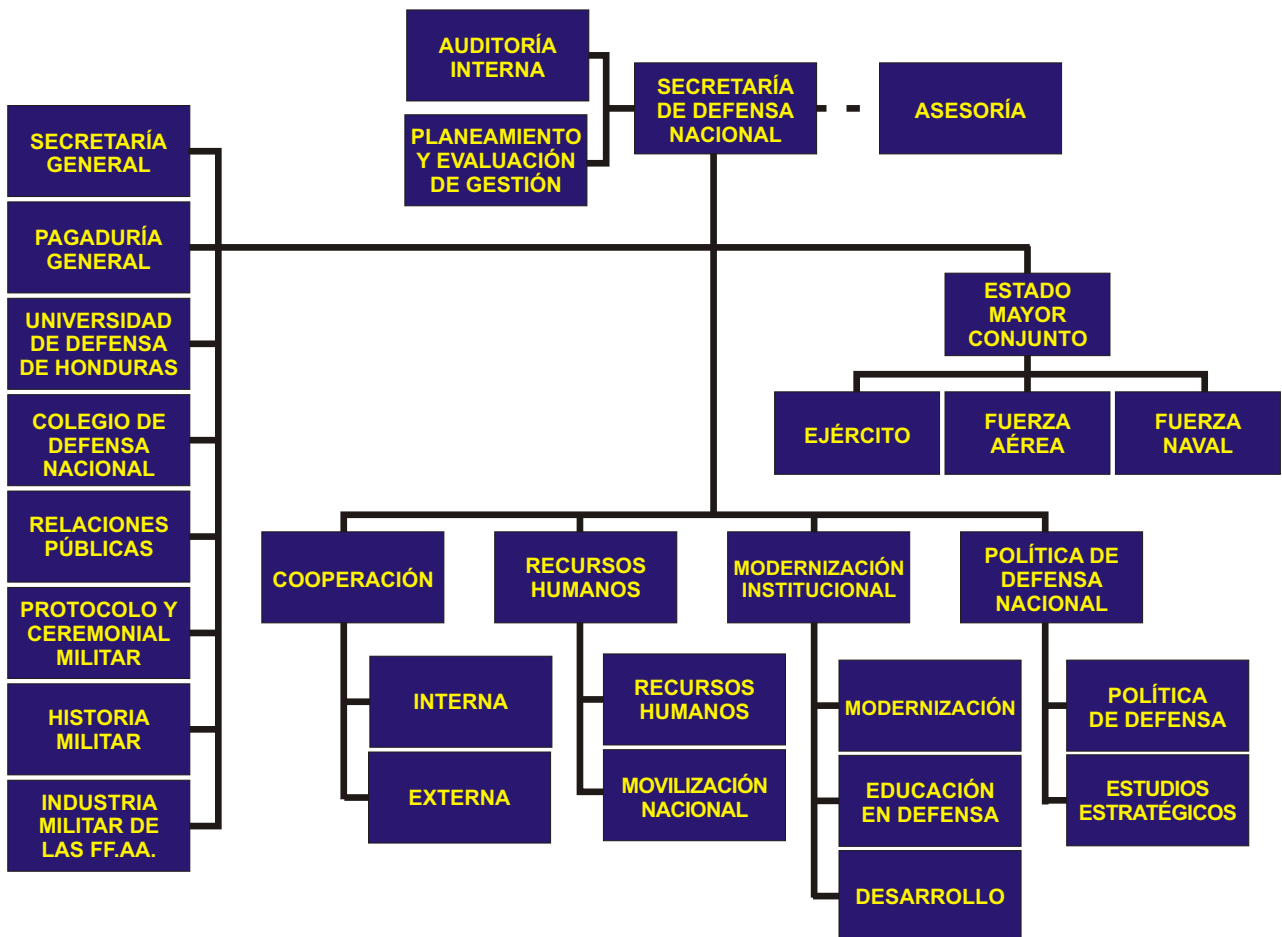 AUDITORÍA
INTERNA
PLANEAMIENTO
Y EVALUACIÓN
DE GESTIÓN
SECRETARÍA
DE DEFENSA
NACIONAL
ASESORÍA
SECRETARÍA
GENERAL
PAGADURÍA
GENERAL
UNIVERSIDAD
DE DEFENSA
DE HONDURAS
COLEGIO DE
DEFENSA
NACIONAL
RELACIONES
PÚBLICAS
PROTOCOLO Y
CEREMONIAL
MILITAR
HISTORIA
MILITAR
INDUSTRIA
MILITAR DE
LAS FF.AA.
ESTADO
MAYOR
CONJUNTO
EJÉRCITO
FUERZA
AÉREA
FUERZA
NAVAL
COOPERACIÓN
INTERNA
EXTERNA
RECURSOS
HUMANOS
RECURSOS
HUMANOS
MOVILIZACIÓN
NACIONAL
MODERNIZACIÓN
INSTITUCIONAL
MODERNIZACIÓN
EDUCACIÓN
EN DEFENSA
DESARROLLO
POLÍTICA DE
DEFENSA
NACIONAL
POLÍTICA
DE DEFENSA
ESTUDIOS
ESTRATÉGICOS